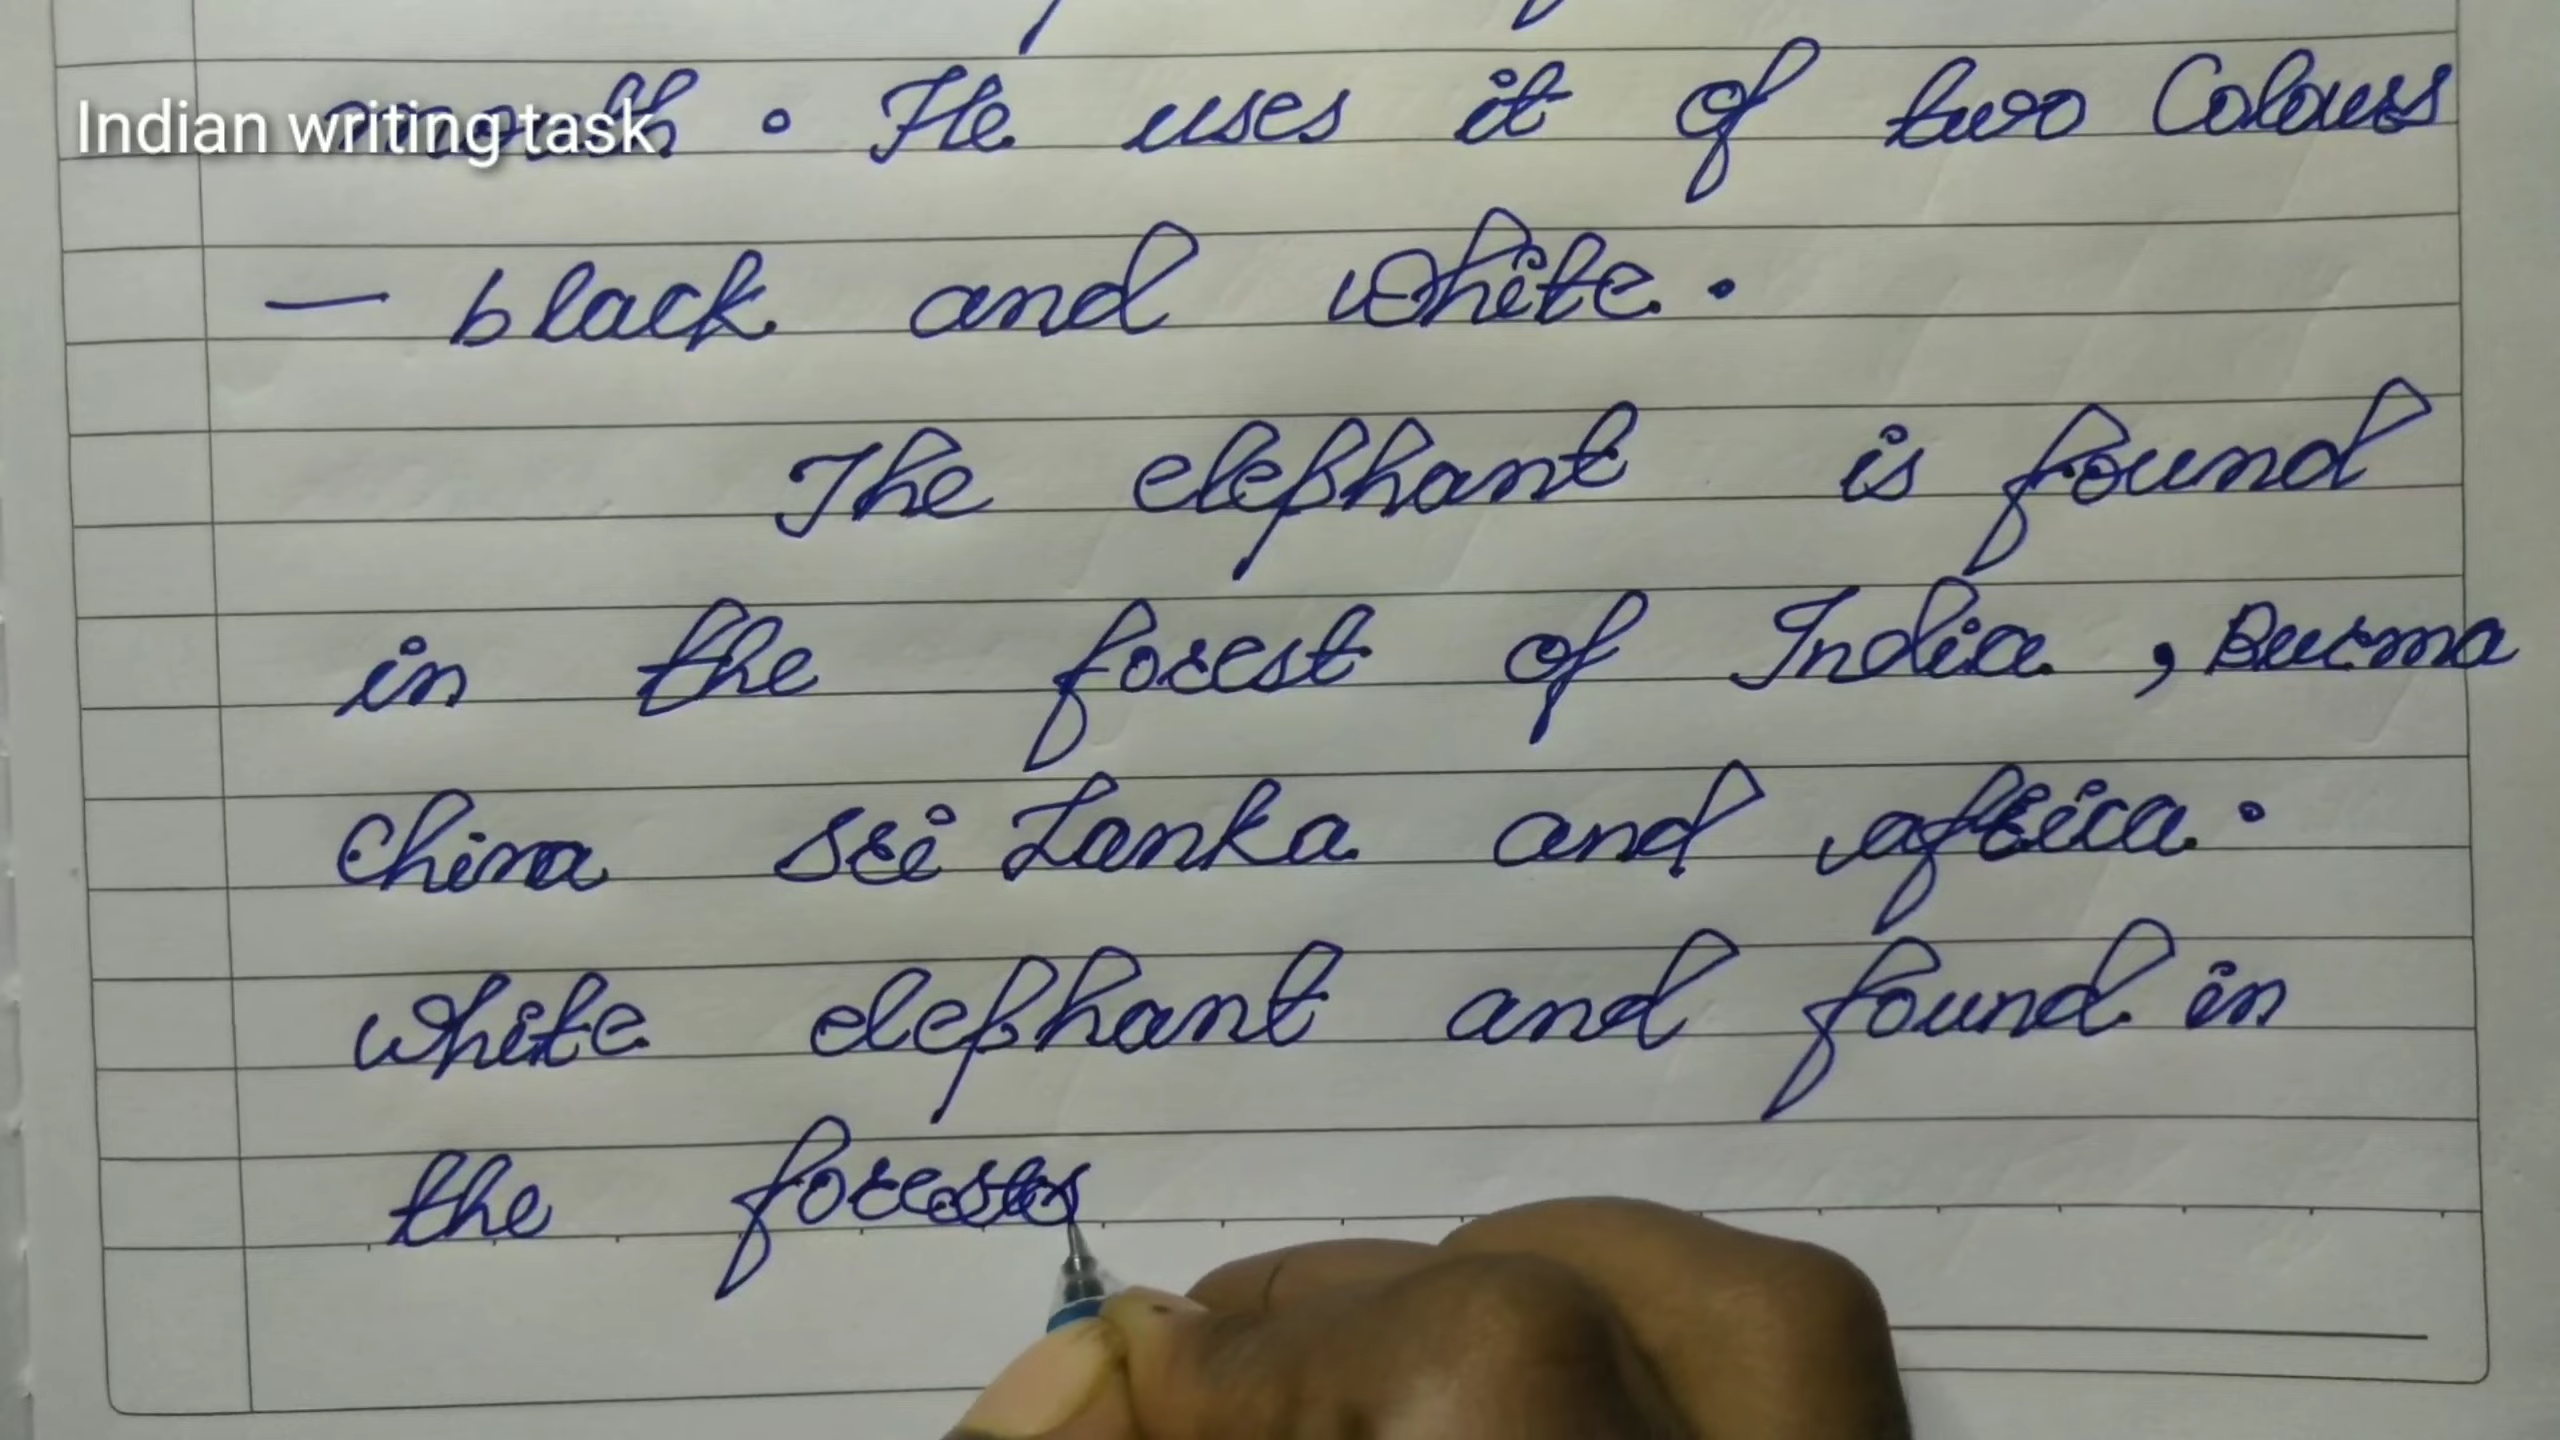 Indian writing task
mouth. He uses it of two Colours
— black and white.
The elephant is found
in the forest of India, Burma
China Sri Lanka and africa.
white elephant and found in
the forests